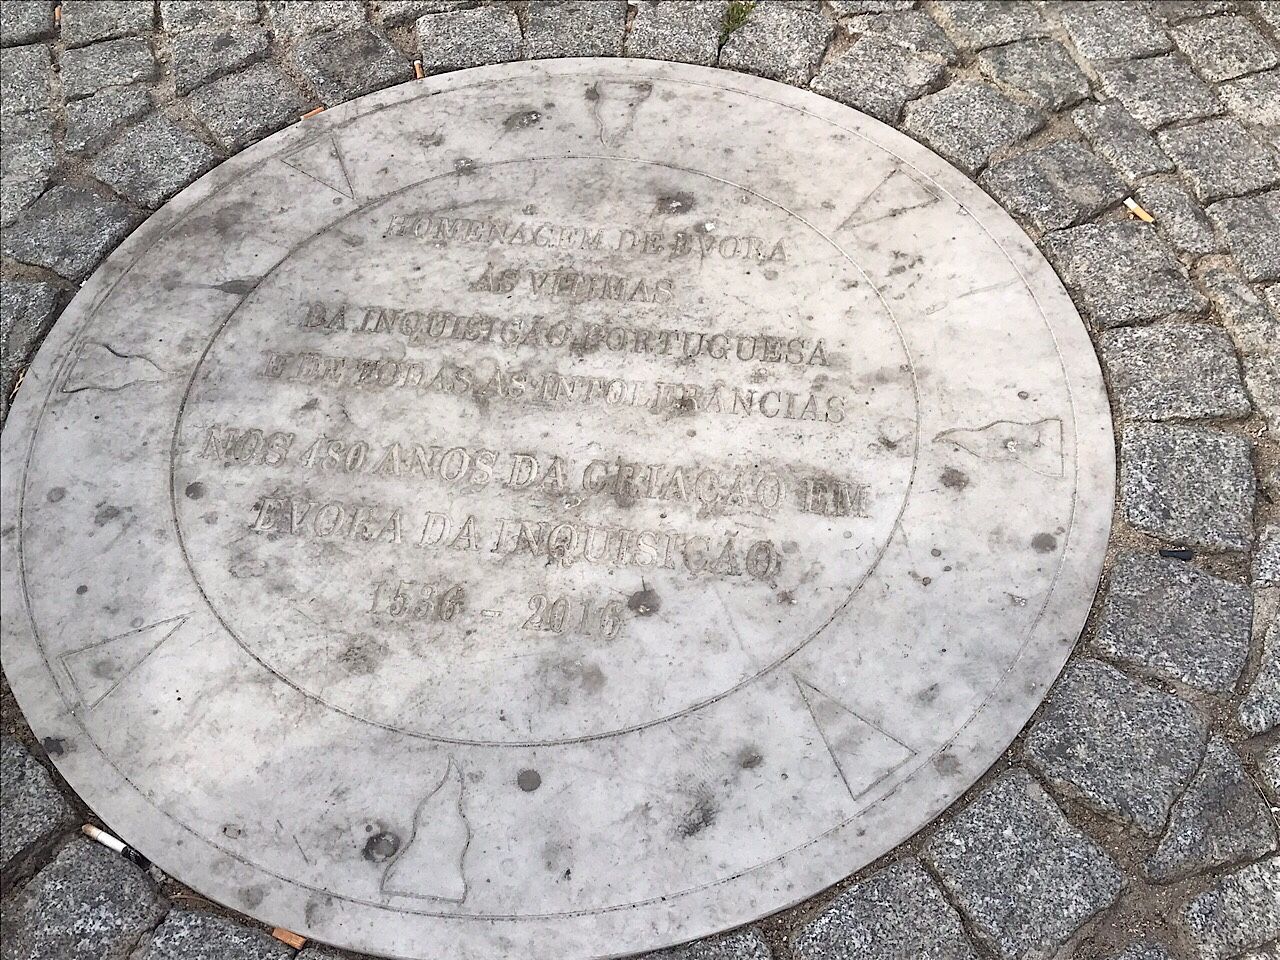 HOMENAGEM DE ÉVORA
ÀS VÍTIMAS
DA INQUISIÇÃO PORTUGUESA
E DE TODAS AS INTOLERÂNCIAS
NOS 480 ANOS DA CRIAÇÃO EM
ÉVORA DA INQUISIÇÃO
1536 - 2016